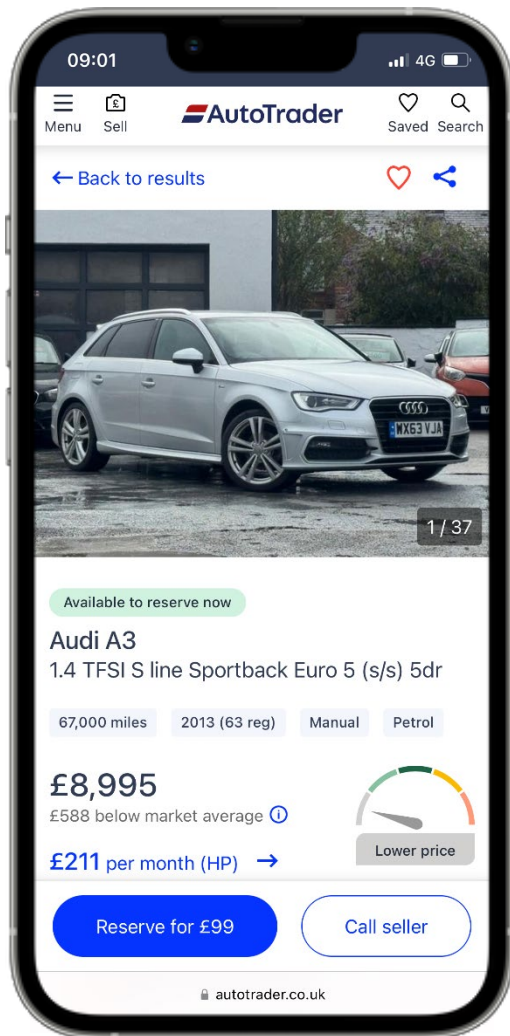 09:01 4G
Menu Sell AutoTrader Saved Search
← Back to results
WX63 VJA
1 / 37
Available to reserve now
Audi A3
1.4 TFSI S line Sportback Euro 5 (s/s) 5dr
67,000 miles 2013 (63 reg) Manual Petrol
£8,995
£588 below market average
£211 per month (HP) →
Lower price
Reserve for £99 Call seller
autotrader.co.uk